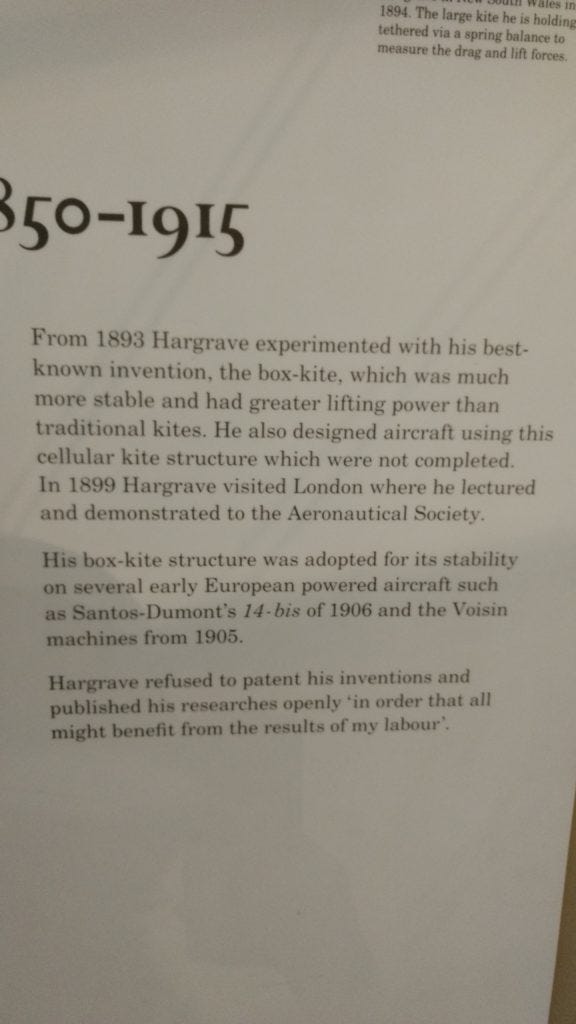 South Wales in
1894. The large kite he is holding
tethered via a spring balance to
measure the drag and lift forces.
850–1915
From 1893 Hargrave experimented with his best-
known invention, the box-kite, which was much
more stable and had greater lifting power than
traditional kites. He also designed aircraft using this
cellular kite structure which were not completed.
In 1899 Hargrave visited London where he lectured
and demonstrated to the Aeronautical Society.
His box-kite structure was adopted for its stability
on several early European powered aircraft such
as Santos-Dumont's 14-bis of 1906 and the Voisin
machines from 1905.
Hargrave refused to patent his inventions and
published his researches openly 'in order that all
might benefit from the results of my labour'.